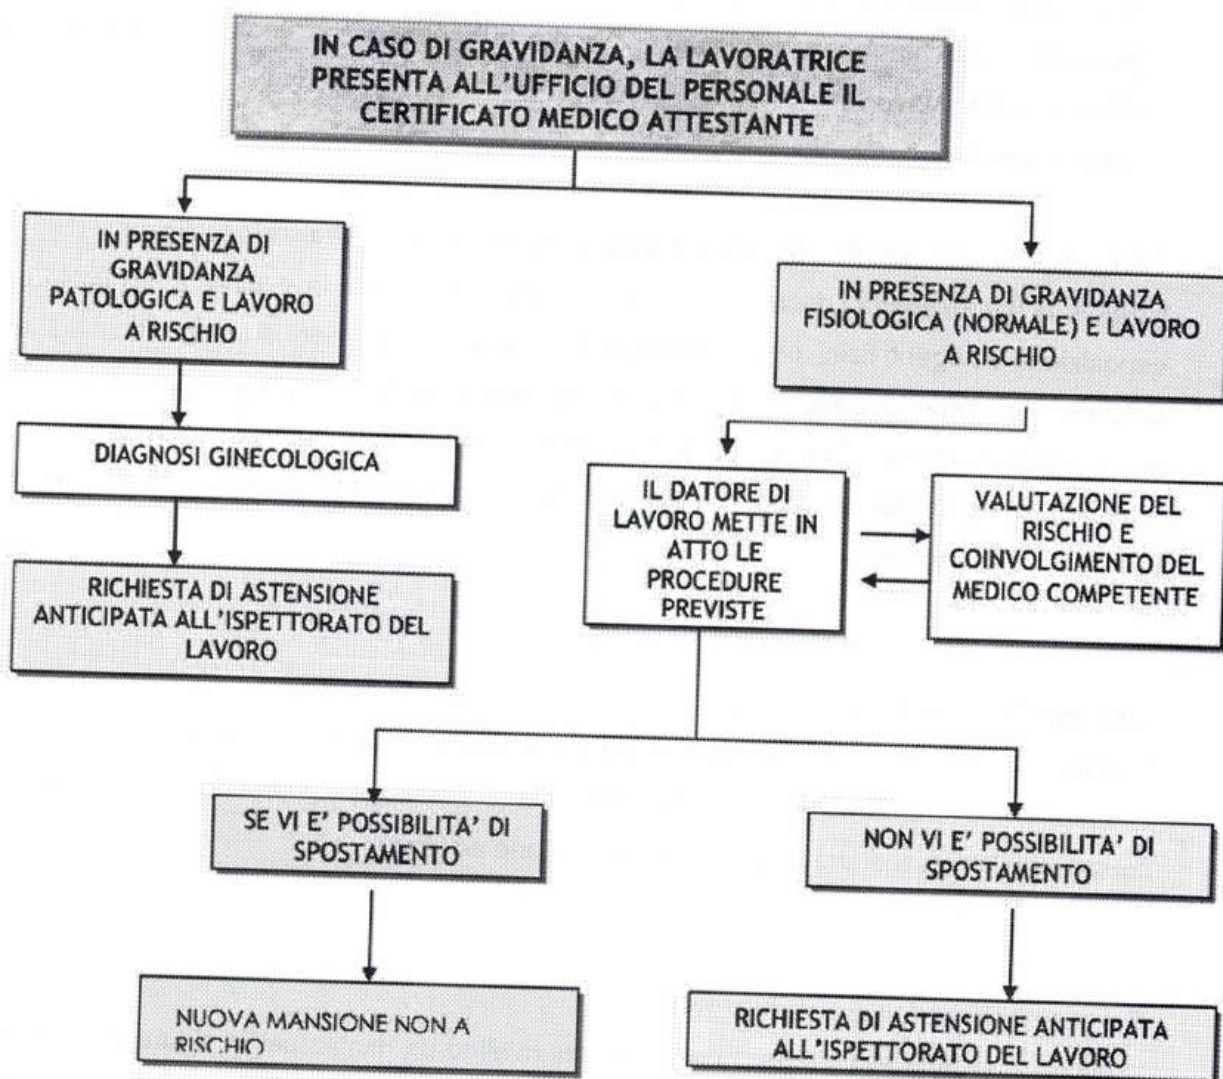 IN CASO DI GRAVIDANZA, LA LAVORATRICE
PRESENTA ALL'UFFICIO DEL PERSONALE IL
CERTIFICATO MEDICO ATTESTANTE
IN PRESENZA DI
GRAVIDANZA
PATOLOGICA E LAVORO
A RISCHIO
IN PRESENZA DI GRAVIDANZA
FISIOLOGICA (NORMALE) E LAVORO
A RISCHIO
DIAGNOSI GINECOLOGICA
RICHIESTA DI ASTENSIONE
ANTICIPATA ALL'ISPETTORATO DEL
LAVORO
IL DATORE DI
LAVORO METTE IN
ATTO LE
PROCEDURE
PREVISTE
VALUTAZIONE DEL
RISCHIO E
COINVOLGIMENTO DEL
MEDICO COMPETENTE
SE VI E' POSSIBILITA' DI
SPOSTAMENTO
NON VI E' POSSIBILITA' DI
SPOSTAMENTO
NUOVA MANSIONE NON A
RISCHIO
RICHIESTA DI ASTENSIONE ANTICIPATA
ALL'ISPETTORATO DEL LAVORO